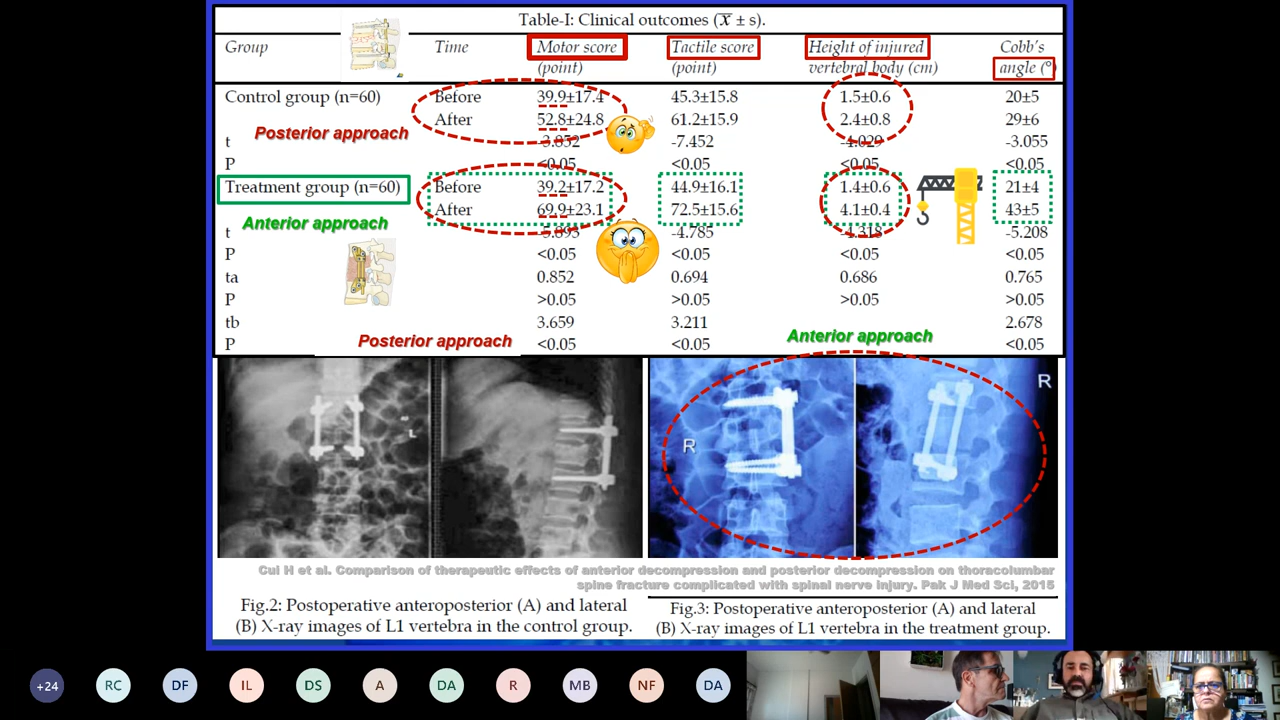 Table-I: Clinical outcomes (x̅ ± s).
Group Time Motor score Tactile score Height of injured Cobb's
(point) (point) vertebral body (cm) angle (°)
Control group (n=60) Before 39.9±17.4 45.3±15.8 1.5±0.6 20±5
After 52.8±24.8 61.2±15.9 2.4±0.8 29±6
Posterior approach
t -3.852 -7.452 -4.029 -3.055
P <0.05 <0.05 <0.05 <0.05
Treatment group (n=60) Before 39.2±17.2 44.9±16.1 1.4±0.6 21±4
After 69.9±23.1 72.5±15.6 4.1±0.4 43±5
Anterior approach
t -5.893 -4.785 -4.318 -5.208
P <0.05 <0.05 <0.05 <0.05
ta 0.852 0.694 0.686 0.765
P >0.05 >0.05 >0.05 >0.05
tb 3.659 3.211 2.678
P <0.05 <0.05 <0.05
Posterior approach Anterior approach
L
R
R
Cui H et al. Comparison of therapeutic effects of anterior decompression and posterior decompression on thoracolumbar
spine fracture complicated with spinal nerve injury. Pak J Med Sci, 2015
Fig.2: Postoperative anteroposterior (A) and lateral
(B) X-ray images of L1 vertebra in the control group.
Fig.3: Postoperative anteroposterior (A) and lateral
(B) X-ray images of L1 vertebra in the treatment group.
+24 RC DF IL DS A DA R MB NF DA